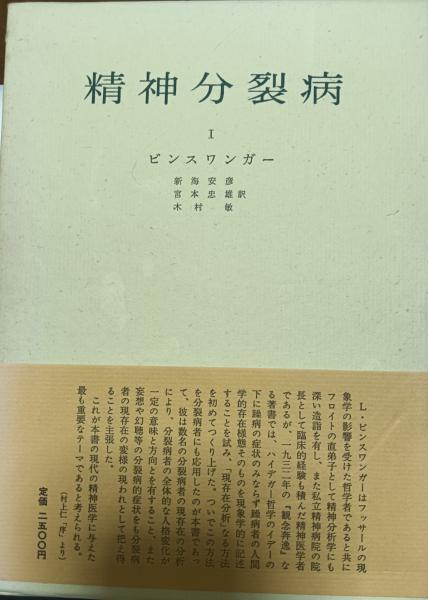 精神分裂病
I
ビンスワンガー
新海安彦
宮本忠雄訳
木村敏
L・ビンスワンガーはフッサールの現
象学の影響を受けた哲学者であると共に
フロイトの直弟子として精神分析学にも
深い造詣を有し、また私立精神病院の院
長として臨床的経験も積んだ精神医学者
であるが、一九三二年の『観念奔逸』な
る著書では、ハイデガー哲学のイデーの
下に躁病の症状のみならず、躁病者の人間
学的存在様態そのものを現象学的に記述
することを試み、「現存在分析」なる方法
を初めてつくり上げた。ついでこの方法
を分裂病者にも応用したのが本書であっ
て、彼は数名の分裂病者の現存在の分析
により、分裂病者の全体的な人格変化が
一定の意味と方向とを有すること、また
妄想や幻聴等の分裂病的症状をも分裂病
者の現存在の変様の現われとして把え得
ることを主張した。
これが本書の現代の精神医学に与えた
最も重要なテーマであると考えられる。
(村上仁「序」より)
定価 二五〇〇円